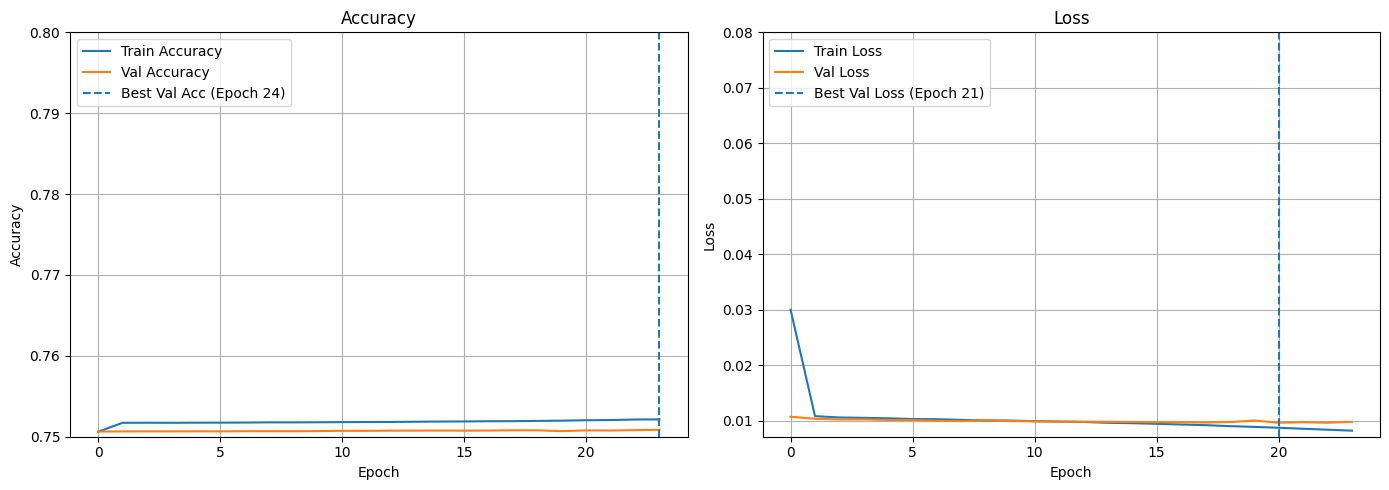 Accuracy
Train Accuracy
Val Accuracy
Best Val Acc (Epoch 24)
0.80
0.79
0.78
0.77
0.76
0.75
Accuracy
0
5
10
15
20
Epoch
Loss
Train Loss
Val Loss
Best Val Loss (Epoch 21)
0.08
0.07
0.06
0.05
0.04
0.03
0.02
0.01
Loss
0
5
10
15
20
Epoch